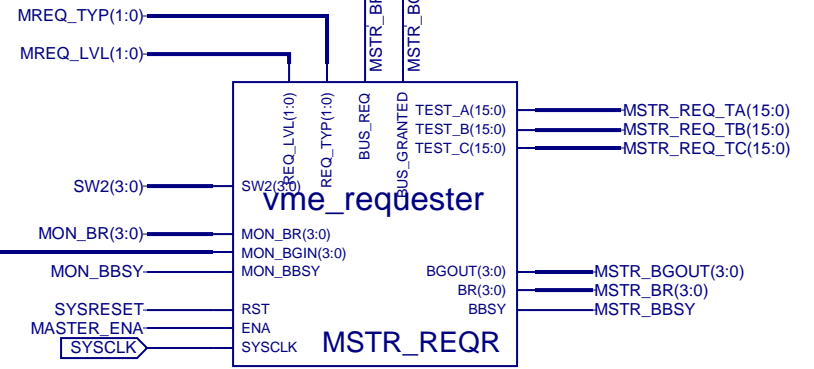 MREQ_TYP(1:0)
MREQ_LVL(1:0)
REQ_LVL(1:0)
REQ_TYP(1:0)
BUS_REQ
BUS_GRANTED
TEST_A(15:0)
MSTR_REQ_TA(15:0)
TEST_B(15:0)
MSTR_REQ_TB(15:0)
TEST_C(15:0)
MSTR_REQ_TC(15:0)
SW2(3:0)
SW2(3:0)
vme_requester
MON_BR(3:0)
MON_BR(3:0)
MON_BGIN(3:0)
MON_BBSY
MON_BBSY
BGOUT(3:0)
MSTR_BGOUT(3:0)
BR(3:0)
MSTR_BR(3:0)
BBSY
MSTR_BBSY
SYSRESET
RST
MASTER_ENA
ENA
SYSCLK
SYSCLK
MSTR_REQR